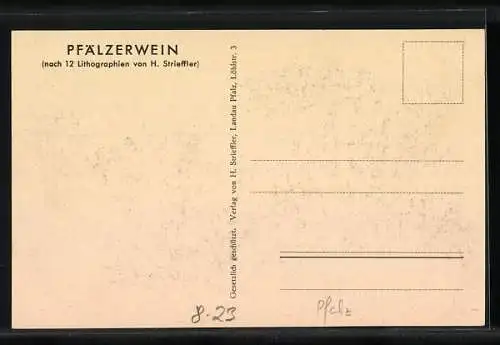 PFÄLZERWEIN
(nach 12 Lithographien von H. Strieffler)
Gesetzlich geschützt. Verlag von H. Strieffler, Landau Pfalz, Löhlstr. 3
8-23
Pfalz